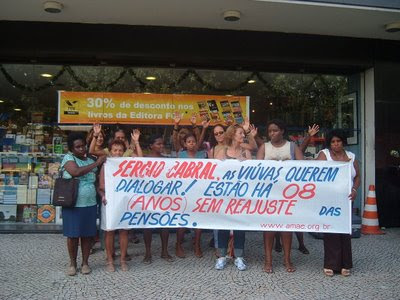 30% de desconto nos
livros da Editora
SERGIO CABRAL, as VIÚVAS QUEREM
DIALOGAR! ESTÃO HÁ 08
(ANOS) SEM REAJUSTE DAS
PENSÕES.
www.amae.org.br